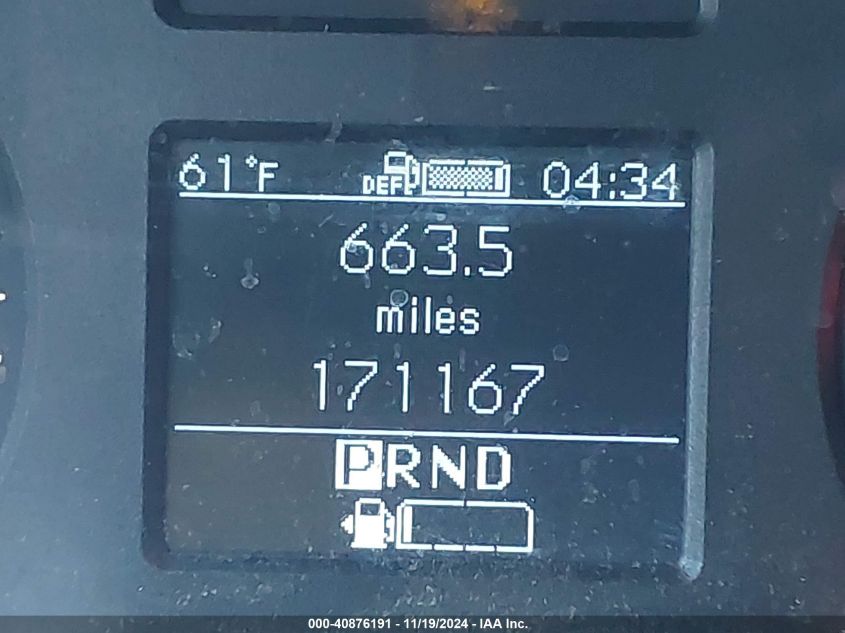 61°F DEF 04:34
663.5
miles
171167
PRND
000-40876191 - 11/19/2024 - IAA Inc.